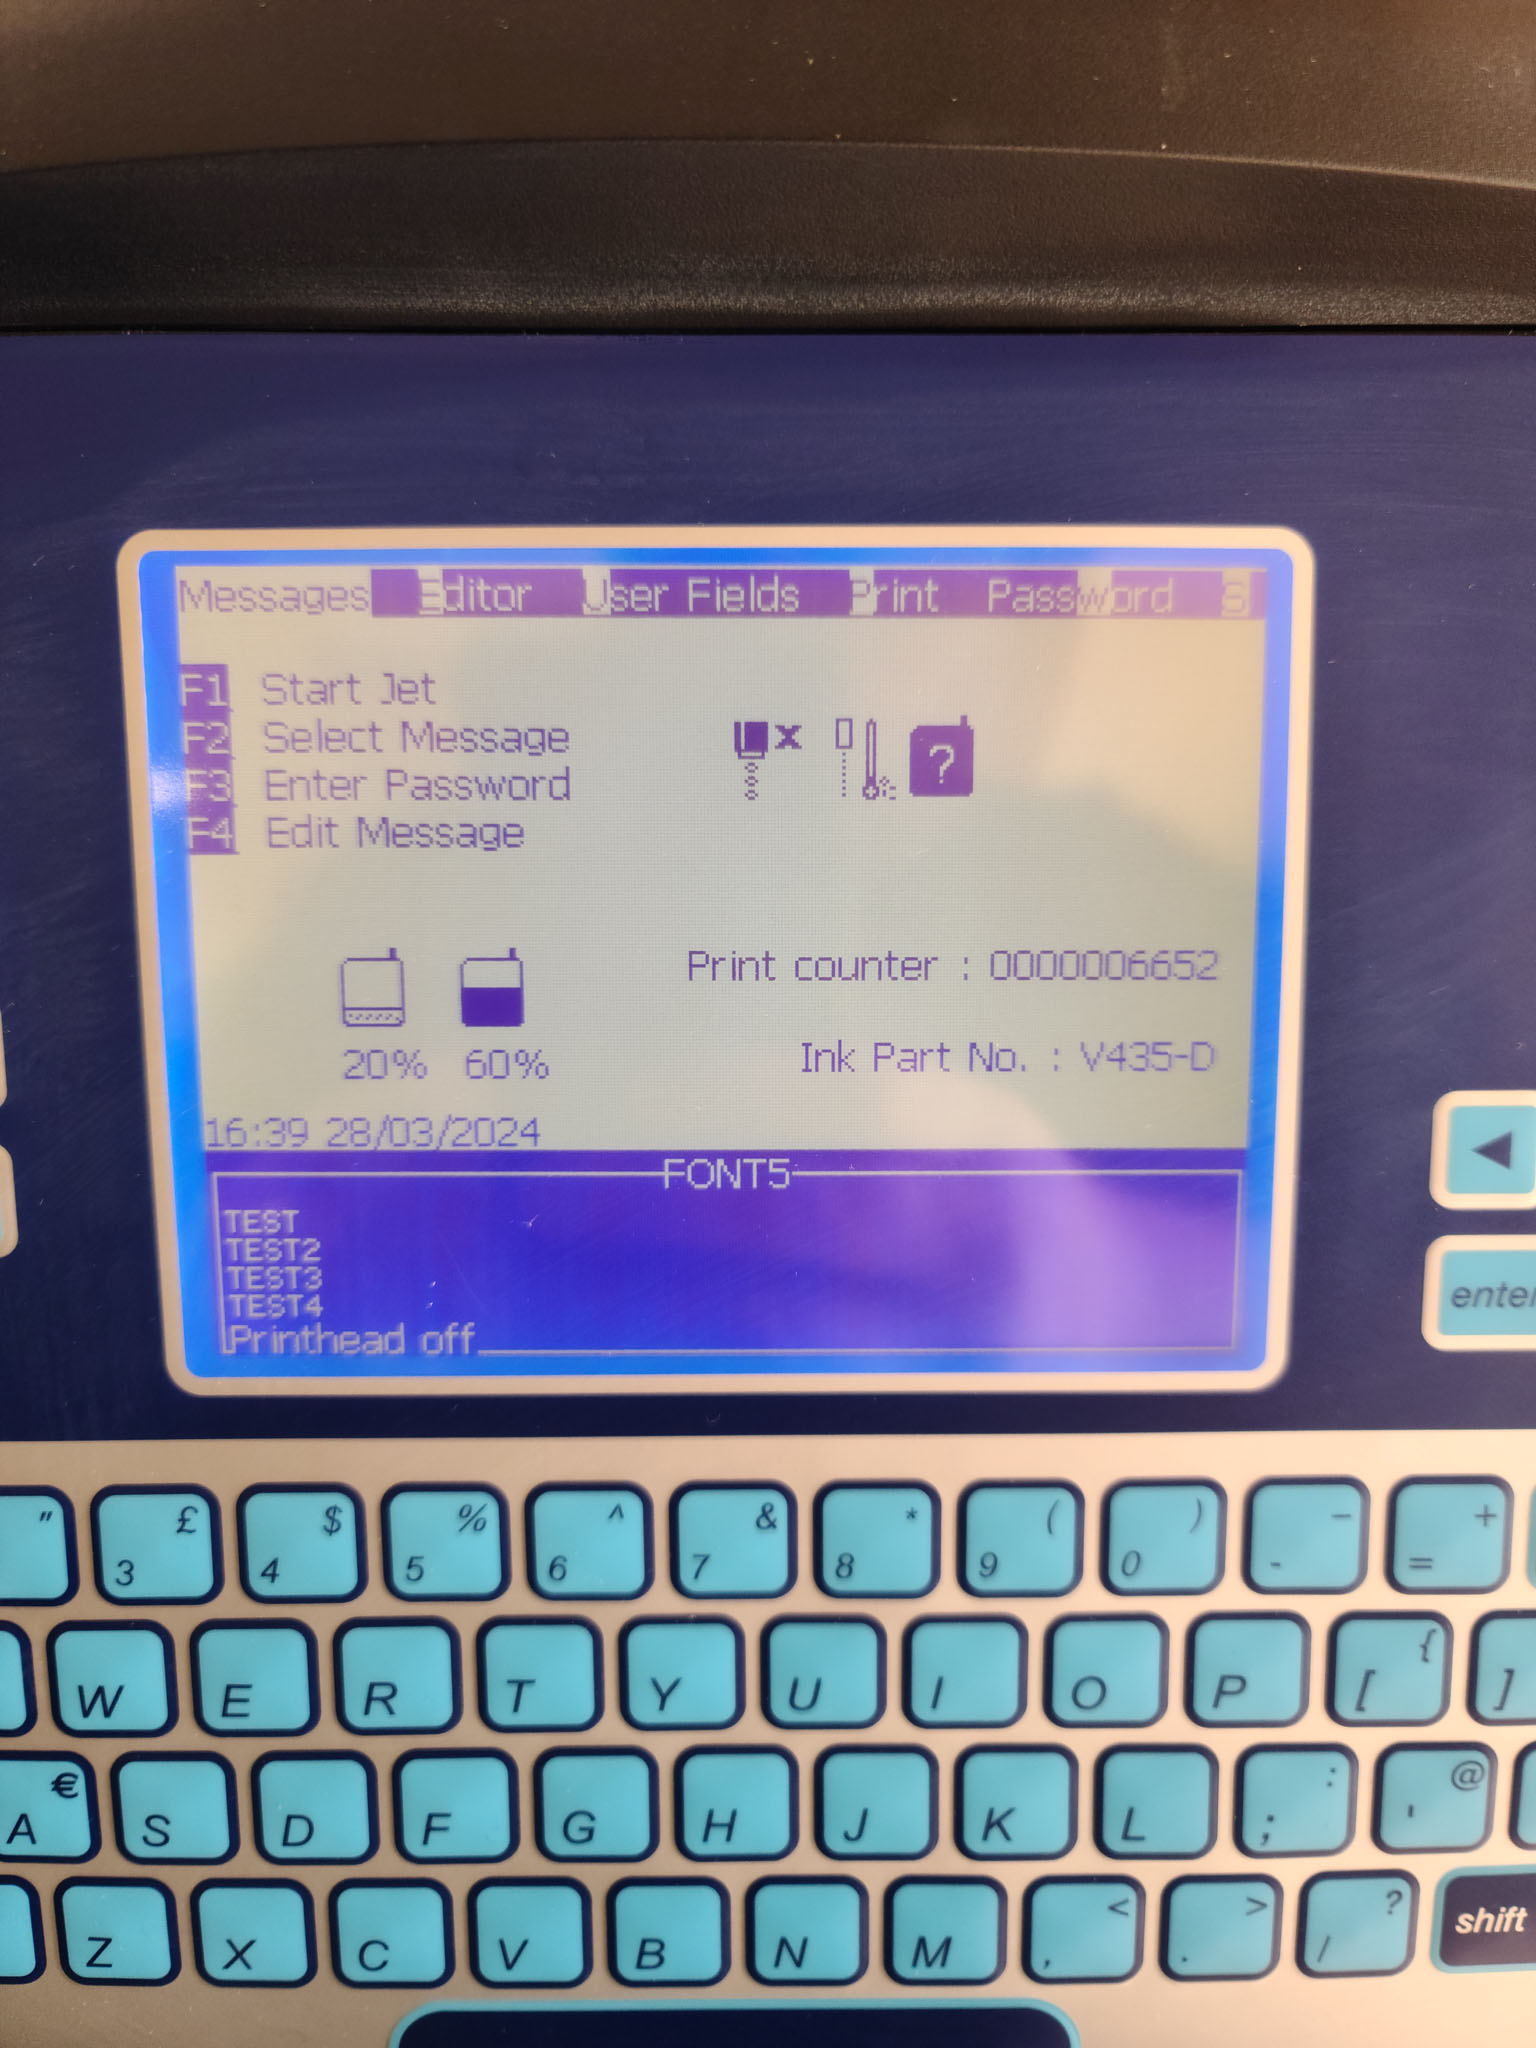 Messages Editor User Fields Print Password S
F1 Start Jet
F2 Select Message
F3 Enter Password
F4 Edit Message
?
20% 60%
Print counter : 0000006652
Ink Part No. : V435-D
16:39 28/03/2024
FONT5
TEST
TEST2
TEST3
TEST4
Printhead off
enter
" £ $ % ^ & * ( ) _ +
3 4 5 6 7 8 9 0 - =
W E R T Y U I O P [ { ]
A € S D F G H J K L ; : ' @
Z X C V B N M , < . > / ? shift